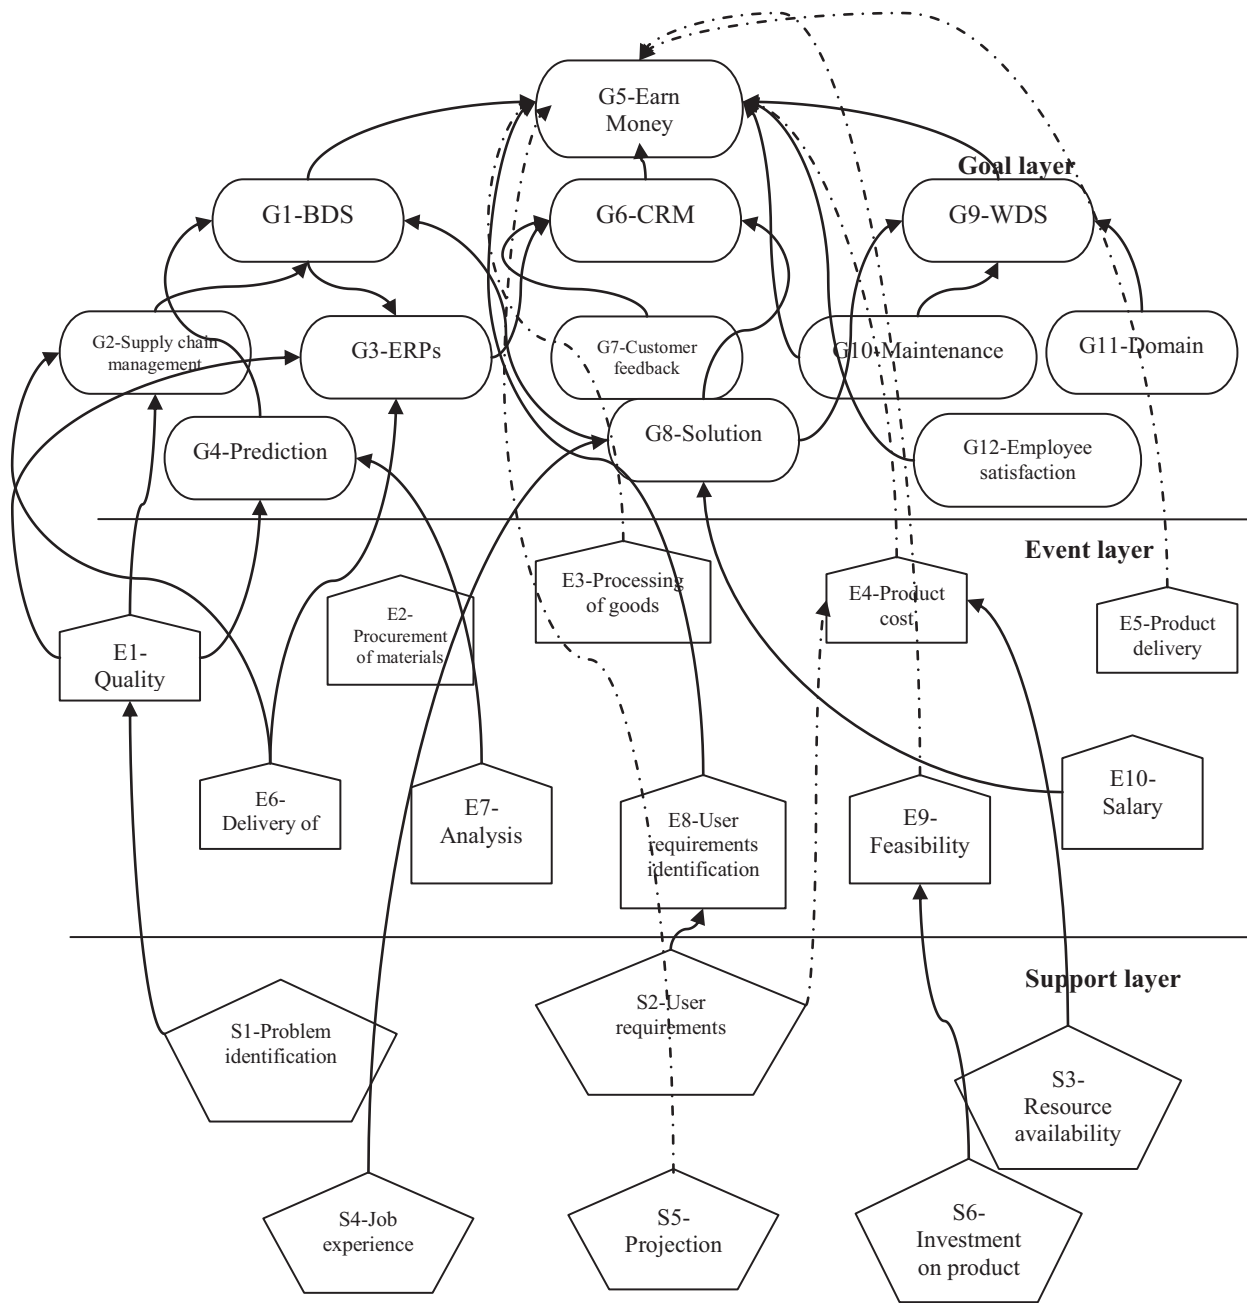 G5-Earn
Money
Goal layer
G1-BDS
G6-CRM
G9-WDS
G2-Supply chain
management
G3-ERPs
G7-Customer
feedback
G10-Maintenance
G11-Domain
G4-Prediction
G8-Solution
G12-Employee
satisfaction
Event layer
E1-
Quality
E2-
Procurement
of materials
E3-Processing
of goods
E4-Product
cost
E5-Product
delivery
E6-
Delivery of
E7-
Analysis
E8-User
requirements
identification
E9-
Feasibility
E10-
Salary
Support layer
S1-Problem
identification
S2-User
requirements
S3-
Resource
availability
S4-Job
experience
S5-
Projection
S6-
Investment
on product